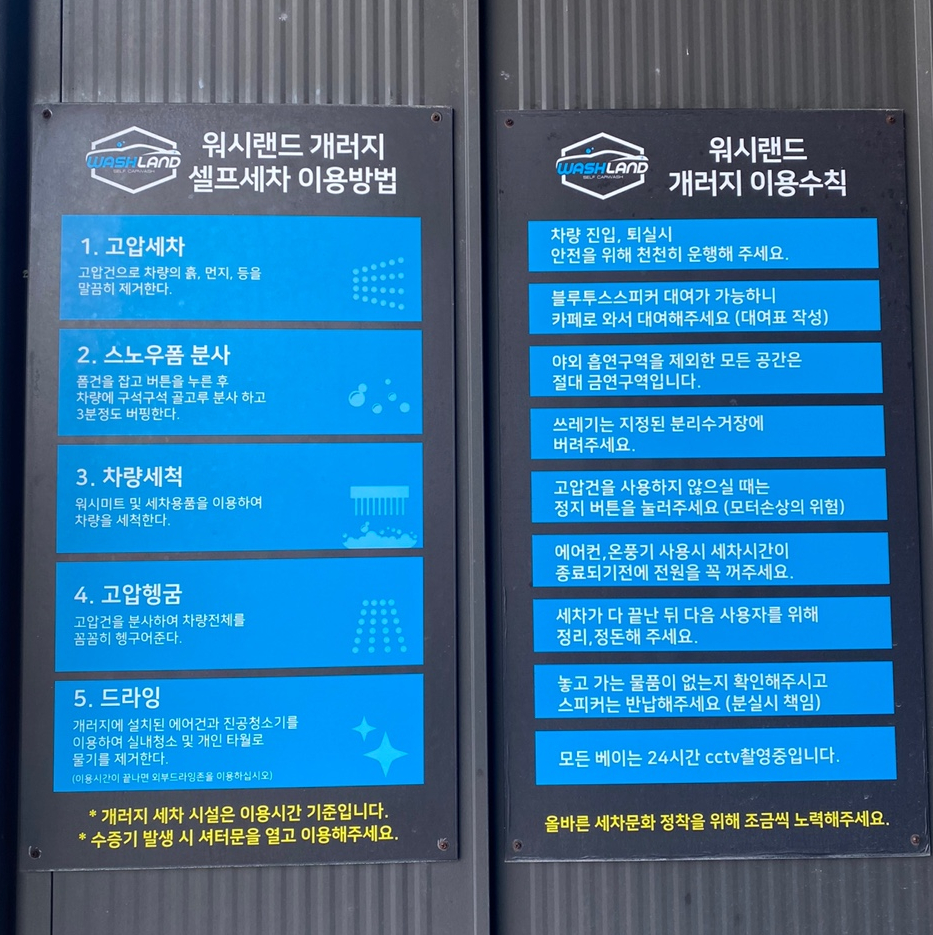 WASHLAND
SELF CARWASH
워시랜드 개러지
셀프세차 이용방법
1. 고압세차
고압건으로 차량의 흙, 먼지, 등을
말끔히 제거한다.
2. 스노우폼 분사
폼건을 잡고 버튼을 누른 후
차량에 구석구석 골고루 분사 하고
3분정도 버핑한다.
3. 차량세척
워시미트 및 세차용품을 이용하여
차량을 세척한다.
4. 고압헹굼
고압건을 분사하여 차량전체를
꼼꼼히 헹구어준다.
5. 드라잉
개러지에 설치된 에어건과 진공청소기를
이용하여 실내청소 및 개인 타월로
물기를 제거한다.
(이용시간이 끝나면 외부드라잉존을 이용하십시오)
* 개러지 세차 시설은 이용시간 기준입니다.
* 수증기 발생 시 셔터문을 열고 이용해주세요.
WASHLAND
SELF CARWASH
워시랜드
개러지 이용수칙
차량 진입, 퇴실시
안전을 위해 천천히 운행해 주세요.
블루투스스피커 대여가 가능하니
카페로 와서 대여해주세요 (대여표 작성)
야외 흡연구역을 제외한 모든 공간은
절대 금연구역입니다.
쓰레기는 지정된 분리수거장에
버려주세요.
고압건을 사용하지 않으실 때는
정지 버튼을 눌러주세요 (모터손상의 위험)
에어컨,온풍기 사용시 세차시간이
종료되기전에 전원을 꼭 꺼주세요.
세차가 다 끝난 뒤 다음 사용자를 위해
정리,정돈해 주세요.
놓고 가는 물품이 없는지 확인해주시고
스피커는 반납해주세요 (분실시 책임)
모든 베이는 24시간 cctv촬영중입니다.
올바른 세차문화 정착을 위해 조금씩 노력해주세요.